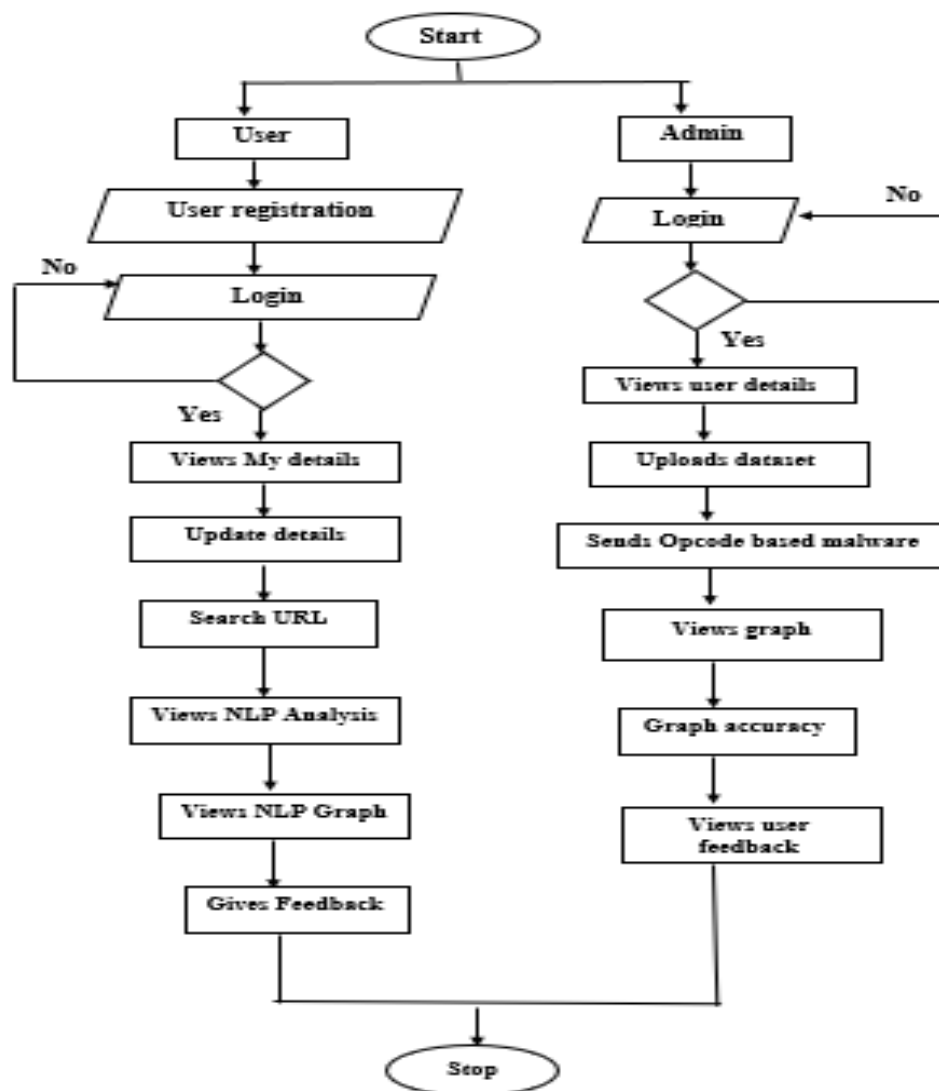 Start
User
Admin
User registration
Login
No
No
Login
Yes
Yes
Views My details
Update details
Search URL
Views NLP Analysis
Views NLP Graph
Gives Feedback
Views user details
Uploads dataset
Sends Opcode based malware
Views graph
Graph accuracy
Views user
feedback
Stop